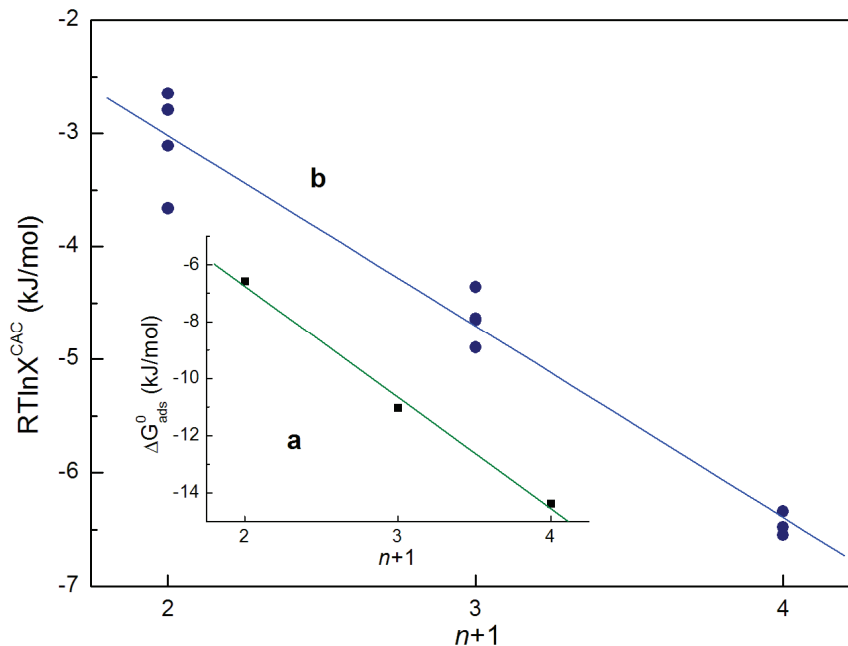 -2
-3
-4
-5
-6
-7
RTlnX^CAC (kJ/mol)
b
-6
-8
-10
-12
-14
ΔG^0_ads (kJ/mol)
a
2 3 4
n+1
2 3 4
n+1